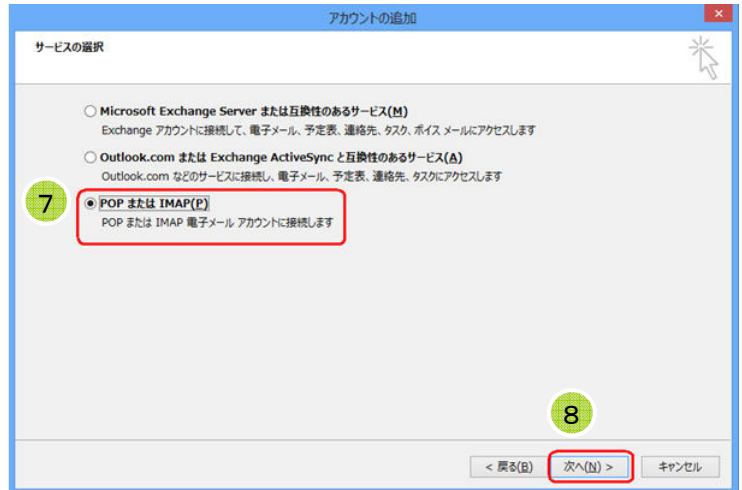 アカウントの追加
サービスの選択
Microsoft Exchange Server または互換性のあるサービス(M)
Exchange アカウントに接続して、電子メール、予定表、連絡先、タスク、ボイス メールにアクセスします
Outlook.com または Exchange ActiveSync と互換性のあるサービス(A)
Outlook.com などのサービスに接続し、電子メール、予定表、連絡先、タスクにアクセスします
7
POP または IMAP(P)
POP または IMAP 電子メール アカウントに接続します
8
< 戻る(B) 次へ(N) > キャンセル